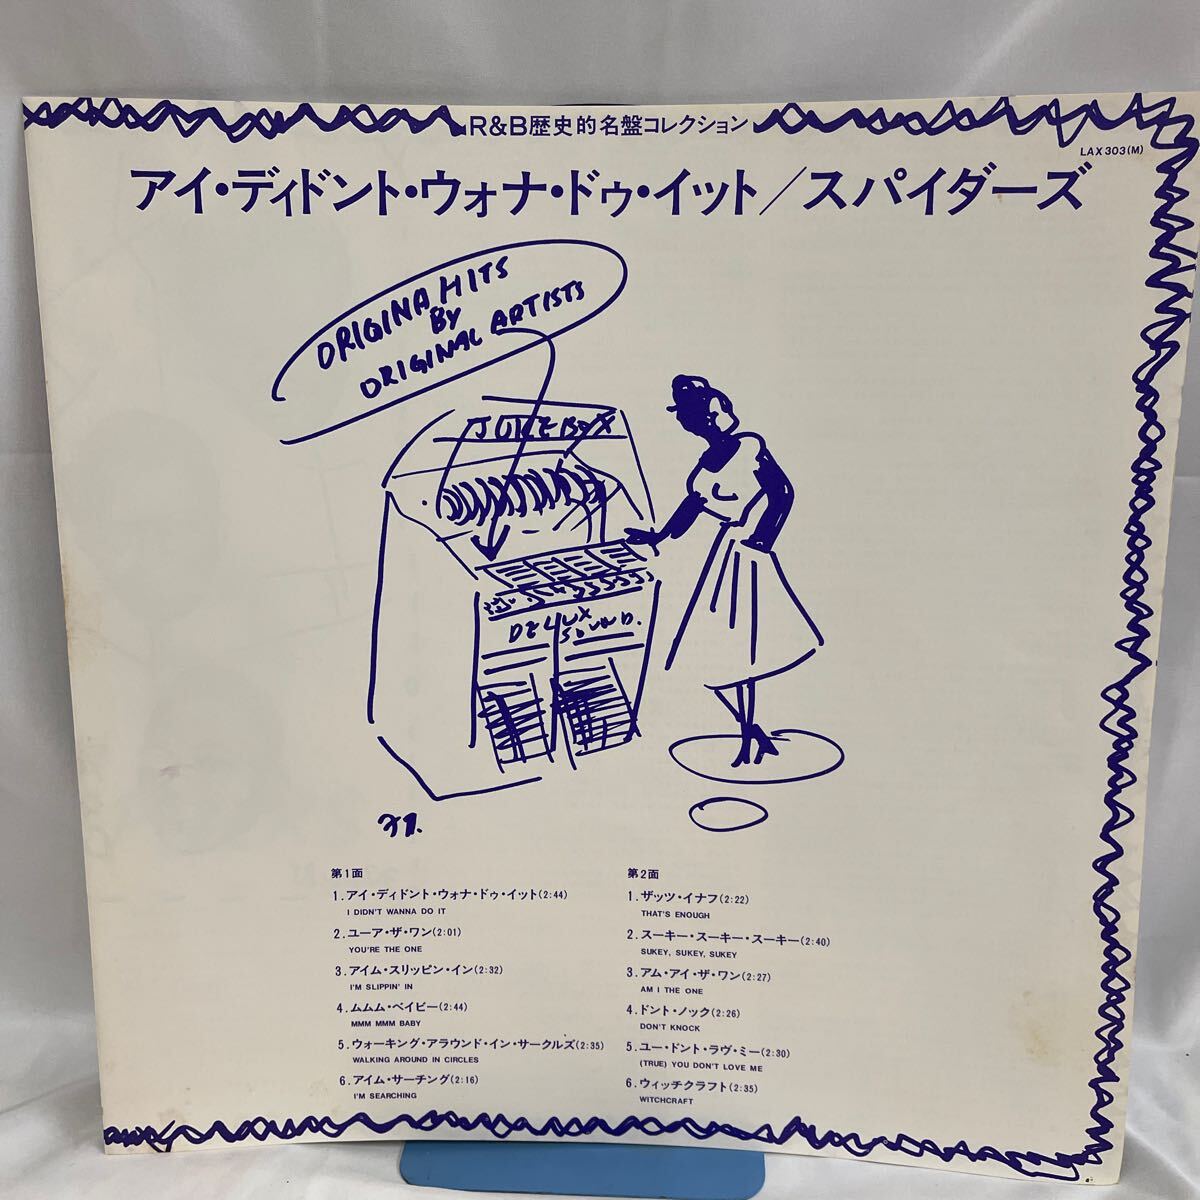 R&B歴史的名盤コレクション
LAX 303(M)
アイ・ディドント・ウォナ・ドゥ・イット/スパイダーズ
ORIGINA HITS
BY
ORIGINAL ARTISTS
JUKE BOX
DELUX
SOUND.
第1面
1.アイ・ディドント・ウォナ・ドゥ・イット(2:44)
I DIDN'T WANNA DO IT
2.ユーア・ザ・ワン(2:01)
YOU'RE THE ONE
3.アイム・スリッピン・イン(2:32)
I'M SLIPPIN' IN
4.ムムム・ベイビー(2:44)
MMM MMM BABY
5.ウォーキング・アラウンド・イン・サークルズ(2:35)
WALKING AROUND IN CIRCLES
6.アイム・サーチング(2:16)
I'M SEARCHING
第2面
1.ザッツ・イナフ(2:22)
THAT'S ENOUGH
2.スーキー・スーキー・スーキー(2:40)
SUKEY, SUKEY, SUKEY
3.アム・アイ・ザ・ワン(2:27)
AM I THE ONE
4.ドント・ノック(2:26)
DON'T KNOCK
5.ユー・ドント・ラヴ・ミー(2:30)
(TRUE) YOU DON'T LOVE ME
6.ウィッチクラフト(2:35)
WITCHCRAFT